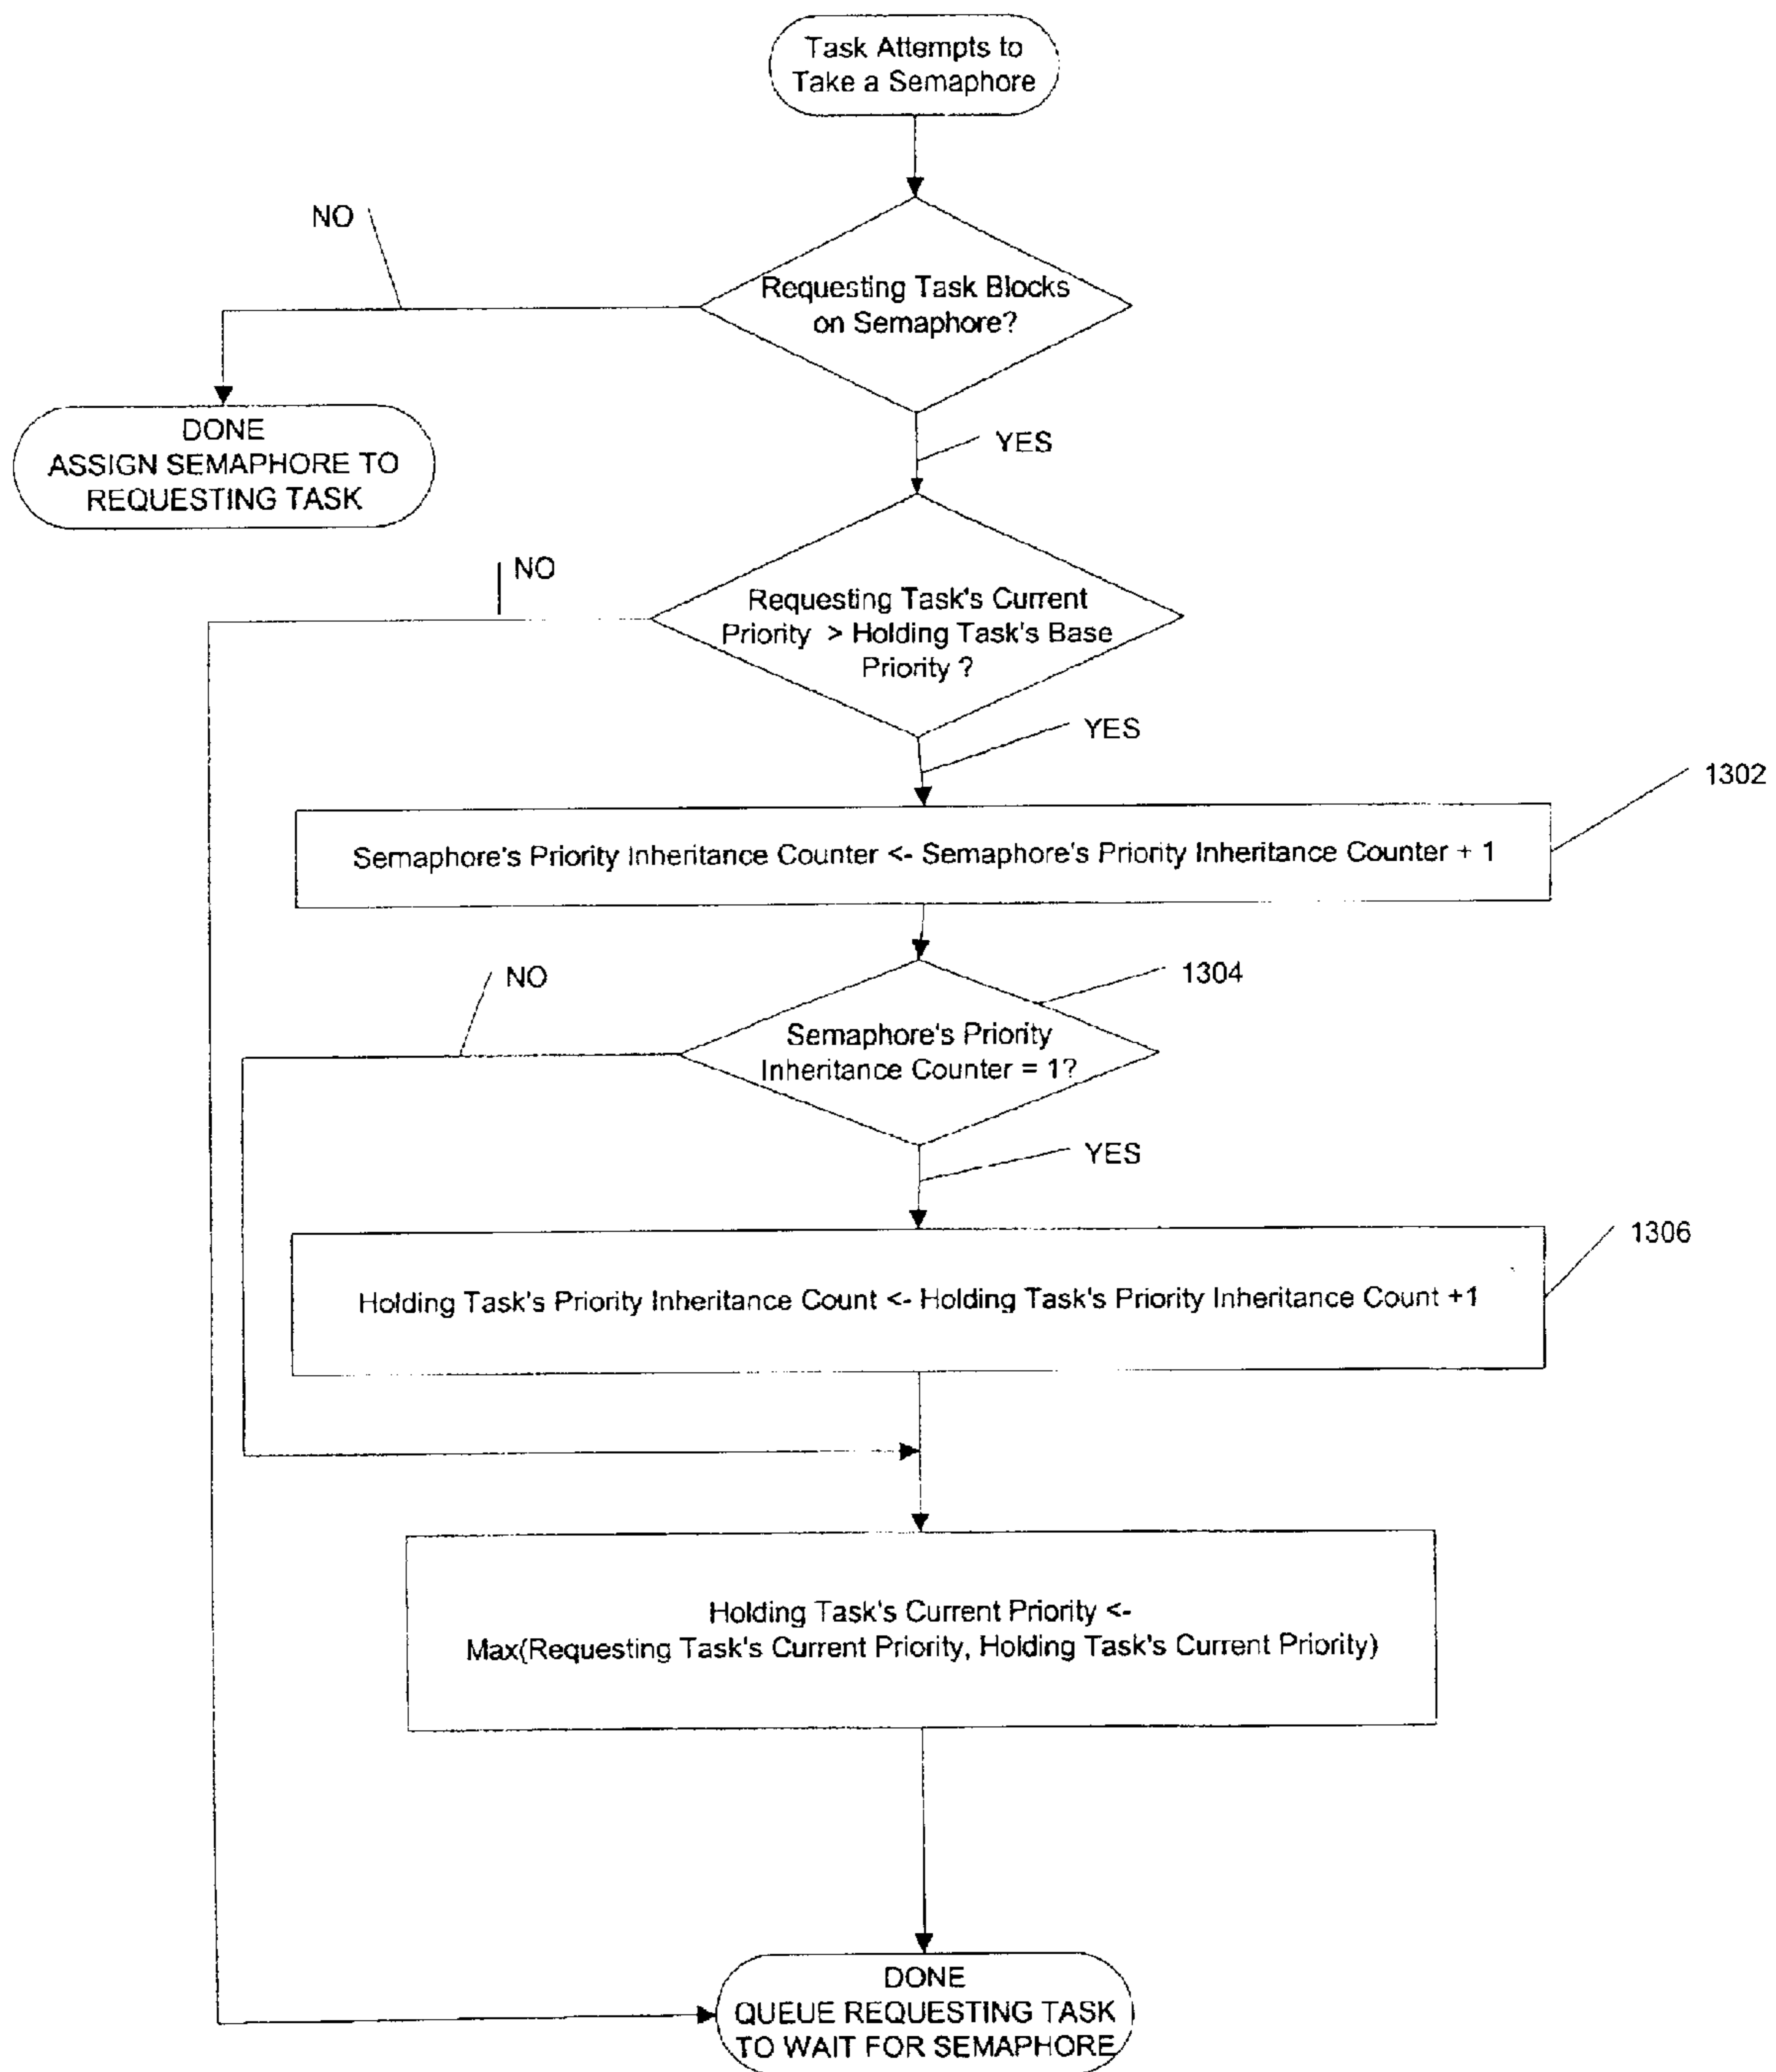 Task Attempts to
Take a Semaphore
NO
Requesting Task Blocks
on Semaphore?
DONE
ASSIGN SEMAPHORE TO
REQUESTING TASK
YES
NO
Requesting Task's Current
Priority > Holding Task's Base
Priority ?
YES
1302
Semaphore's Priority Inheritance Counter <- Semaphore's Priority Inheritance Counter + 1
NO
1304
Semaphore's Priority
Inheritance Counter = 1?
YES
1306
Holding Task's Priority Inheritance Count <- Holding Task's Priority Inheritance Count +1
Holding Task's Current Priority <-
Max(Requesting Task's Current Priority, Holding Task's Current Priority)
DONE
QUEUE REQUESTING TASK
TO WAIT FOR SEMAPHORE